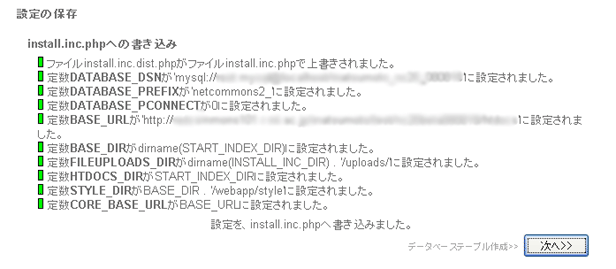 設定の保存
install.inc.phpへの書き込み
ファイルinstall.inc.dist.phpがファイルinstall.inc.phpで上書きされました。
定数DATABASE_DSNが'mysql://'に設定されました。
定数DATABASE_PREFIXが'netcommons2_'に設定されました。
定数DATABASE_PCONNECTが0に設定されました。
定数BASE_URLが'http://'に設定されまし
た。
定数BASE_DIRがdirname(START_INDEX_DIR)に設定されました。
定数FILEUPLOADS_DIRがdirname(INSTALL_INC_DIR) . '/uploads/'に設定されました。
定数HTDOCS_DIRがSTART_INDEX_DIRに設定されました。
定数STYLE_DIRがBASE_DIR . '/webapp/style'に設定されました。
定数CORE_BASE_URLがBASE_URLに設定されました。
設定を、install.inc.phpへ書き込みました。
データベーステーブル作成>> 次へ>>